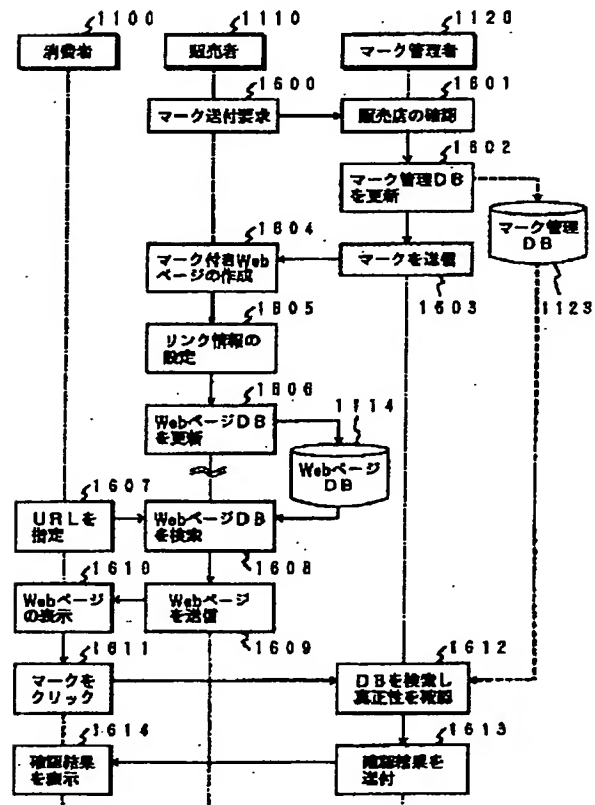 1100
1110
1120
消費者
販売者
マーク管理者
1600
1601
マーク送付要求
販売店の確認
1602
マーク管理DB
を更新
マーク管理
DB
1604
マーク付きWeb
ページの作成
マークを送信
1603
1123
1605
リンク情報の
設定
1606
1114
WebページDB
を更新
Webページ
DB
1607
URLを
指定
WebページDB
を検索
1610
1608
Webページ
の表示
Webページ
を送信
1611
1609
1612
マークを
クリック
DBを検索し
真正性を確認
1614
1613
確認結果
を表示
確認結果を
送付